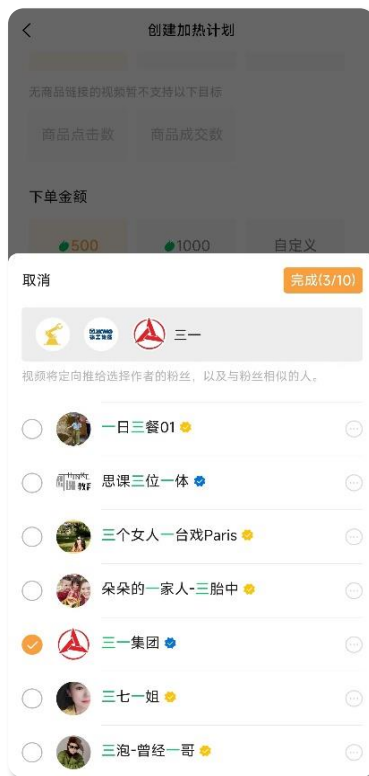 创建加热计划
无商品链接的视频暂不支持以下目标
商品点击数 商品成交数
下单金额
500 1000 自定义
取消 完成(3/10)
三一
视频将定向推给选择作者的粉丝，以及与粉丝相似的人。
一日三餐01
思课三位一体
三个女人一台戏Paris
朵朵的一家人-三胎中
三一集团
三七一姐
三泡-曾经一哥